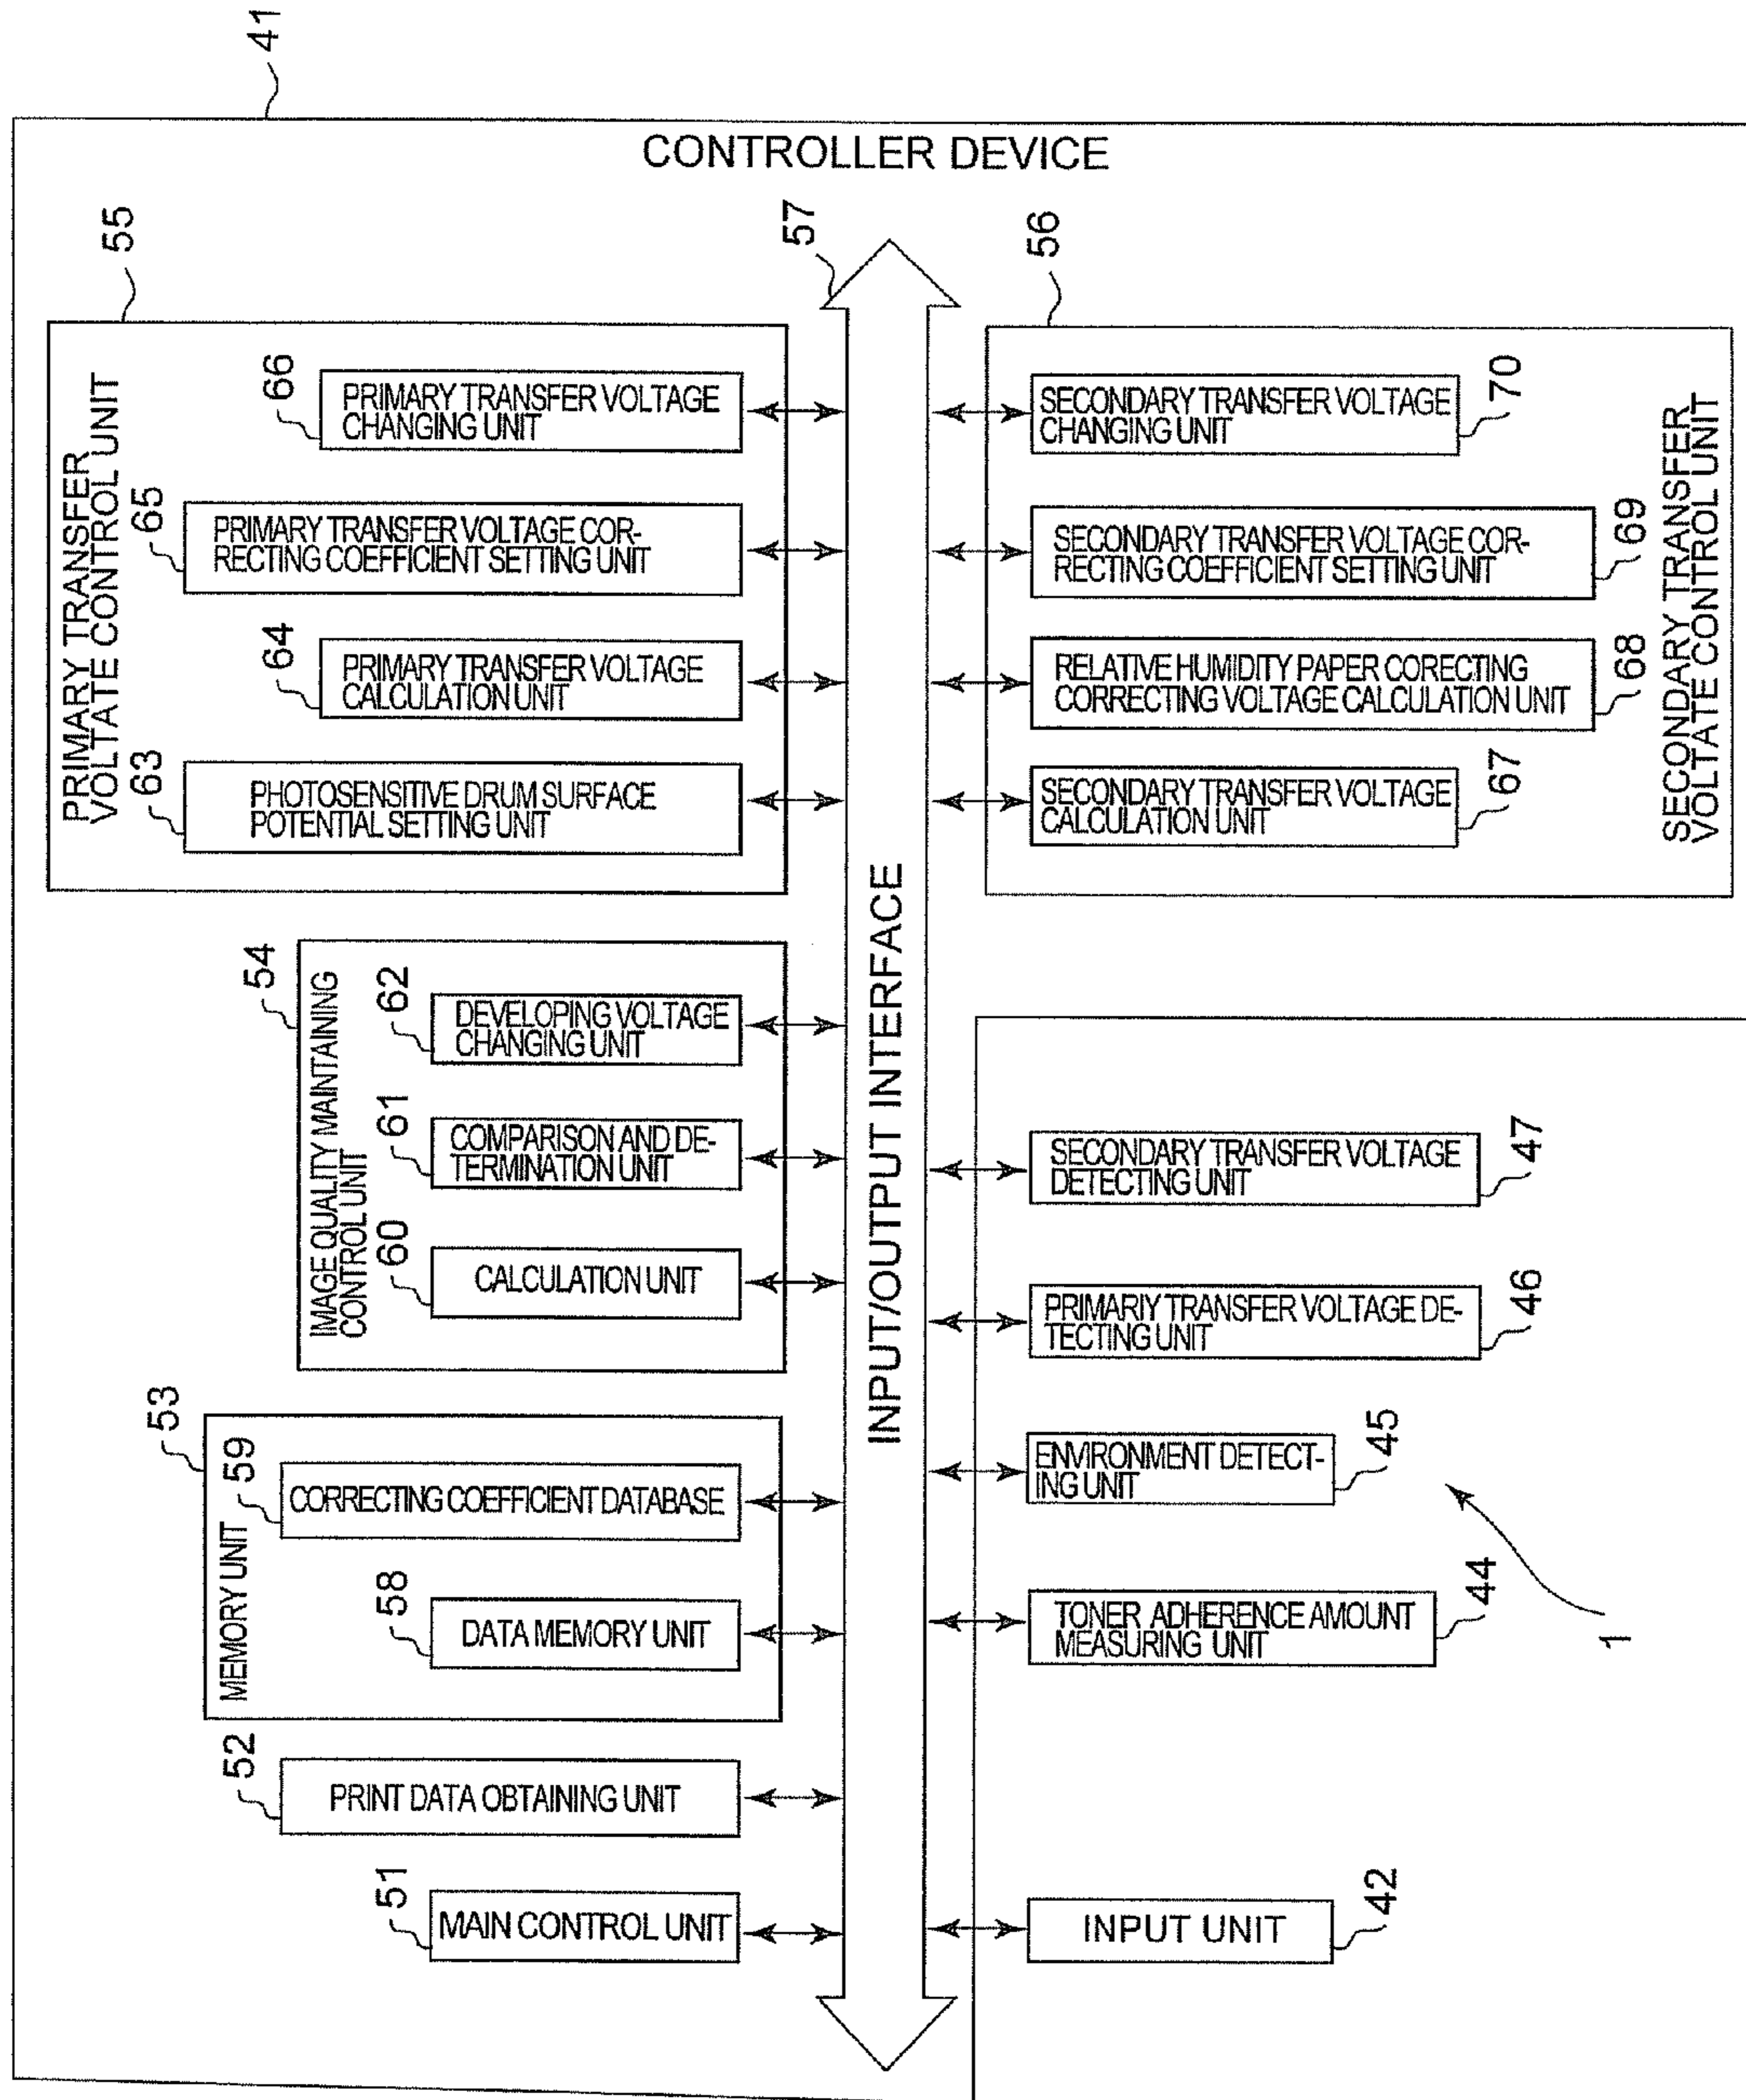 41
CONTROLLER DEVICE
55
PRIMARY TRANSFER
VOLTATE CONTROL UNIT
63
PHOTOSENSITIVE DRUM SURFACE
POTENTIAL SETTING UNIT
64
PRIMARY TRANSFER VOLTAGE
CALCULATION UNIT
65
PRIMARY TRANSFER VOLTAGE COR-
RECTING COEFFICIENT SETTING UNIT
66
PRIMARY TRANSFER VOLTAGE
CHANGING UNIT
54
IMAGE QUALITY MAINTAINING
CONTROL UNIT
60
CALCULATION UNIT
61
COMPARISON AND DE-
TERMINATION UNIT
62
DEVELOPING VOLTAGE
CHANGING UNIT
53
MEMORY UNIT
58
DATA MEMORY UNIT
59
CORRECTING COEFFICIENT DATABASE
52
PRINT DATA OBTAINING UNIT
51
MAIN CONTROL UNIT
57
INPUT/OUTPUT INTERFACE
INPUT UNIT
42
TONER ADHERENCE AMOUNT
MEASURING UNIT
44
ENVIRONMENT DETECT-
ING UNIT
45
PRIMARIY TRANSFER VOLTAGE DE-
TECTING UNIT
46
SECONDARY TRANSFER VOLTAGE
DETECTING UNIT
47
1
56
SECONDARY TRANSFER VOLTAGE
CALCULATION UNIT
67
RELATIVE HUMIDITY PAPER CORECTING
CORRECTING VOLTAGE CALCULATION UNIT
68
SECONDARY TRANSFER VOLTAGE COR-
RECTING COEFFICIENT SETTING UNIT
69
SECONDARY TRANSFER VOLTAGE
CHANGING UNIT
70
SECONDARY TRANSFER
VOLTATE CONTROL UNIT